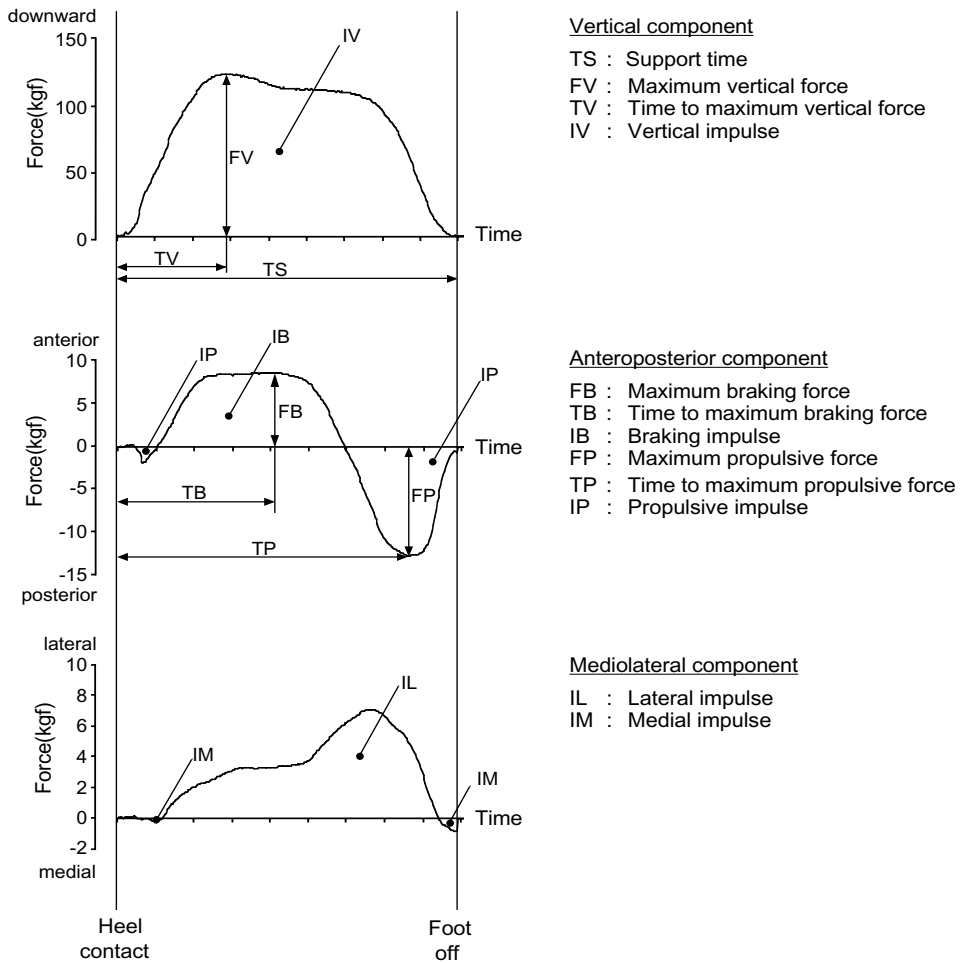 downward
150
100
50
0
Force(kgf)
IV
FV
Time
TV
TS
Vertical component
TS : Support time
FV : Maximum vertical force
TV : Time to maximum vertical force
IV : Vertical impulse
anterior
10
5
0
-5
-10
-15
posterior
Force(kgf)
IP
IB
IP
FB
Time
TB
FP
TP
Anteroposterior component
FB : Maximum braking force
TB : Time to maximum braking force
IB : Braking impulse
FP : Maximum propulsive force
TP : Time to maximum propulsive force
IP : Propulsive impulse
lateral
10
8
6
4
2
0
-2
medial
Force(kgf)
IL
IM
IM
Time
Mediolateral component
IL : Lateral impulse
IM : Medial impulse
Heel
contact
Foot
off